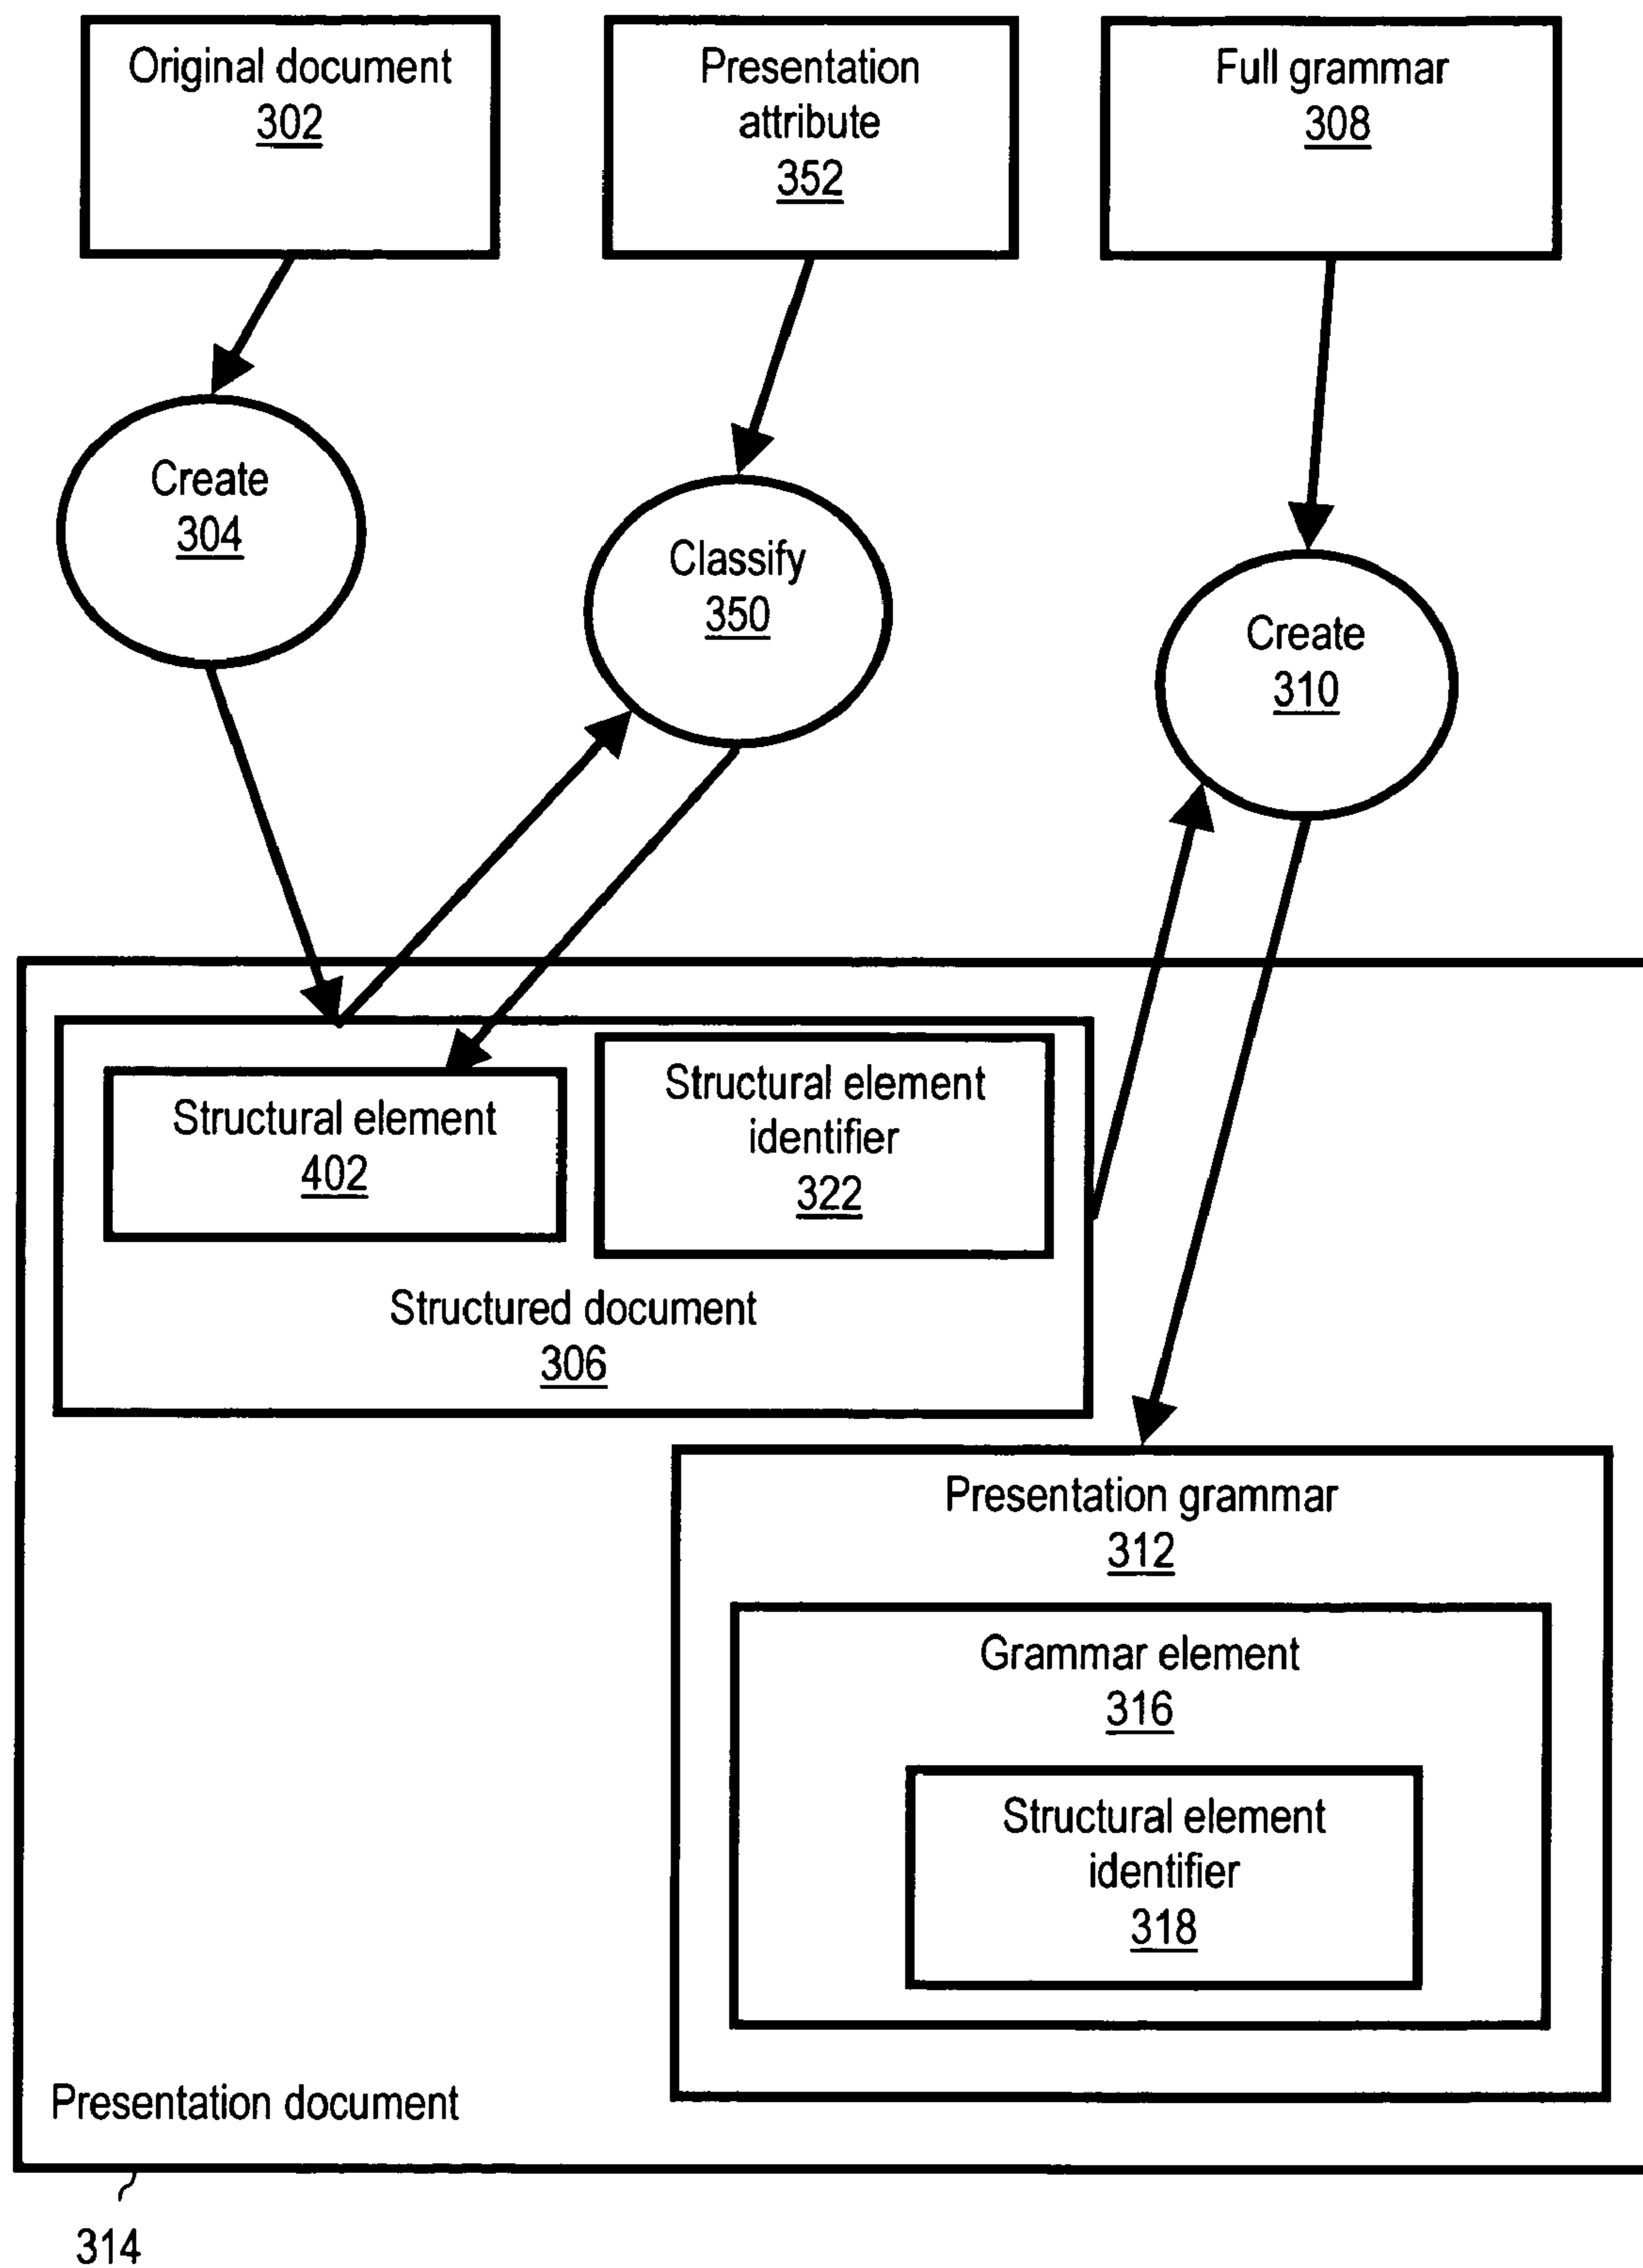 Original document
302
Presentation
attribute
352
Full grammar
308
Create
304
Classify
350
Create
310
Structural element
402
Structural element
identifier
322
Structured document
306
Presentation grammar
312
Grammar element
316
Structural element
identifier
318
Presentation document
314